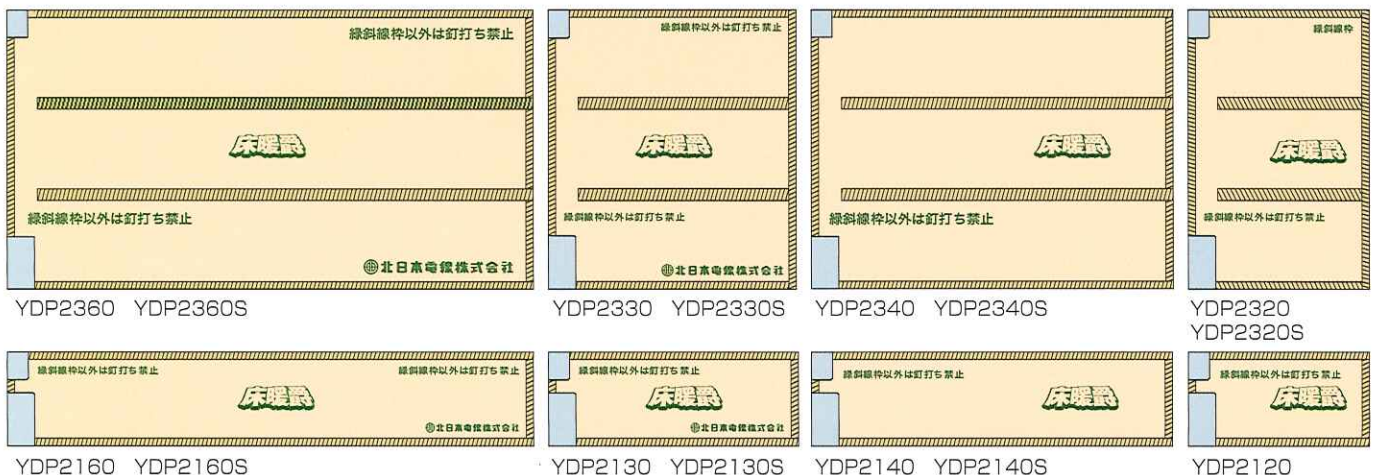 緑斜線枠以外は釘打ち禁止
床暖爵
緑斜線枠以外は釘打ち禁止
北日本電線株式会社
YDP2360 YDP2360S
緑斜線枠以外は釘打ち禁止
床暖爵
緑斜線枠以外は釘打ち禁止
北日本電線株式会社
YDP2330 YDP2330S
床暖爵
緑斜線枠以外は釘打ち禁止
YDP2340 YDP2340S
緑斜線枠
床暖爵
緑斜線枠以外は釘打ち禁止
YDP2320
YDP2320S
緑斜線枠以外は釘打ち禁止 緑斜線枠以外は釘打ち禁止
床暖爵
北日本電線株式会社
YDP2160 YDP2160S
緑斜線枠以外は釘打ち禁止
床暖爵
北日本電線株式会社
YDP2130 YDP2130S
緑斜線枠以外は釘打ち禁止
床暖爵
YDP2140 YDP2140S
緑斜線枠以外は釘打ち禁止
床暖爵
YDP2120